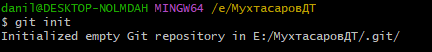 danil@DESKTOP-NOLMDAH MINGW64 /e/МухтасаровДТ
$ git init
Initialized empty Git repository in E:/МухтасаровДТ/.git/